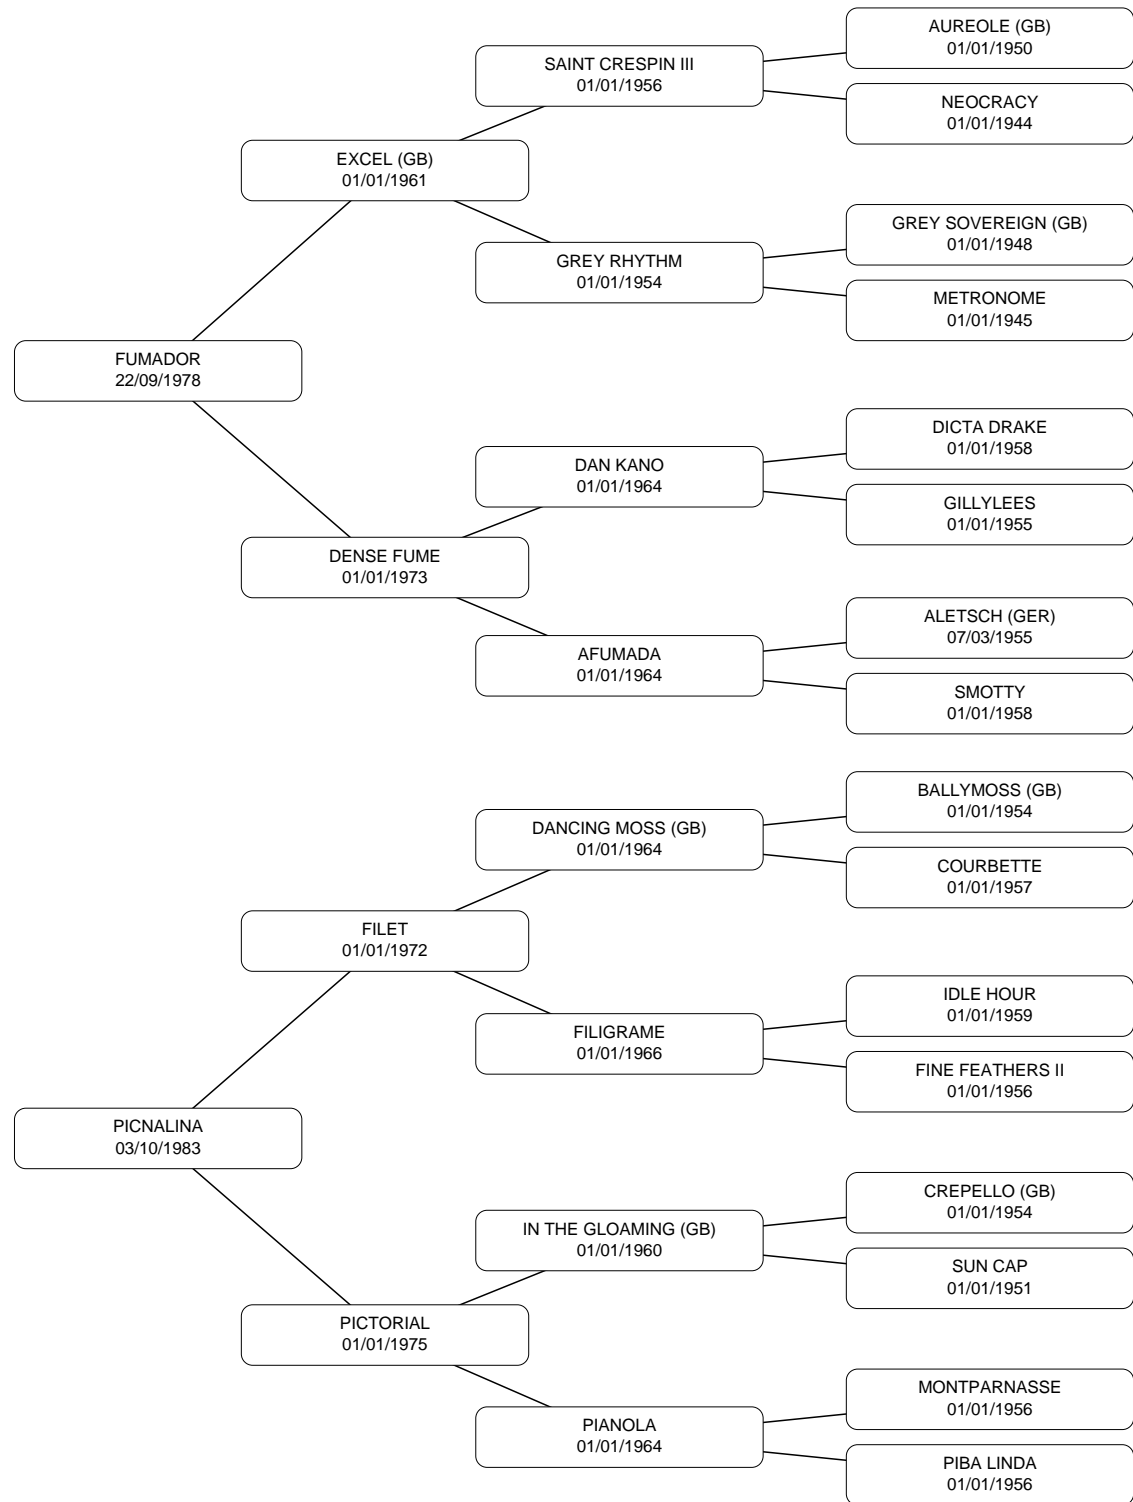 AUREOLE (GB)
01/01/1950
SAINT CRESPIN III
01/01/1956
NEOCRACY
01/01/1944
EXCEL (GB)
01/01/1961
GREY SOVEREIGN (GB)
01/01/1948
GREY RHYTHM
01/01/1954
METRONOME
01/01/1945
FUMADOR
22/09/1978
DICTA DRAKE
01/01/1958
DAN KANO
01/01/1964
GILLYLEES
01/01/1955
DENSE FUME
01/01/1973
ALETSCH (GER)
07/03/1955
AFUMADA
01/01/1964
SMOTTY
01/01/1958
BALLYMOSS (GB)
01/01/1954
DANCING MOSS (GB)
01/01/1964
COURBETTE
01/01/1957
FILET
01/01/1972
IDLE HOUR
01/01/1959
FILIGRAME
01/01/1966
FINE FEATHERS II
01/01/1956
PICNALINA
03/10/1983
CREPELLO (GB)
01/01/1954
IN THE GLOAMING (GB)
01/01/1960
SUN CAP
01/01/1951
PICTORIAL
01/01/1975
MONTPARNASSE
01/01/1956
PIANOLA
01/01/1964
PIBA LINDA
01/01/1956